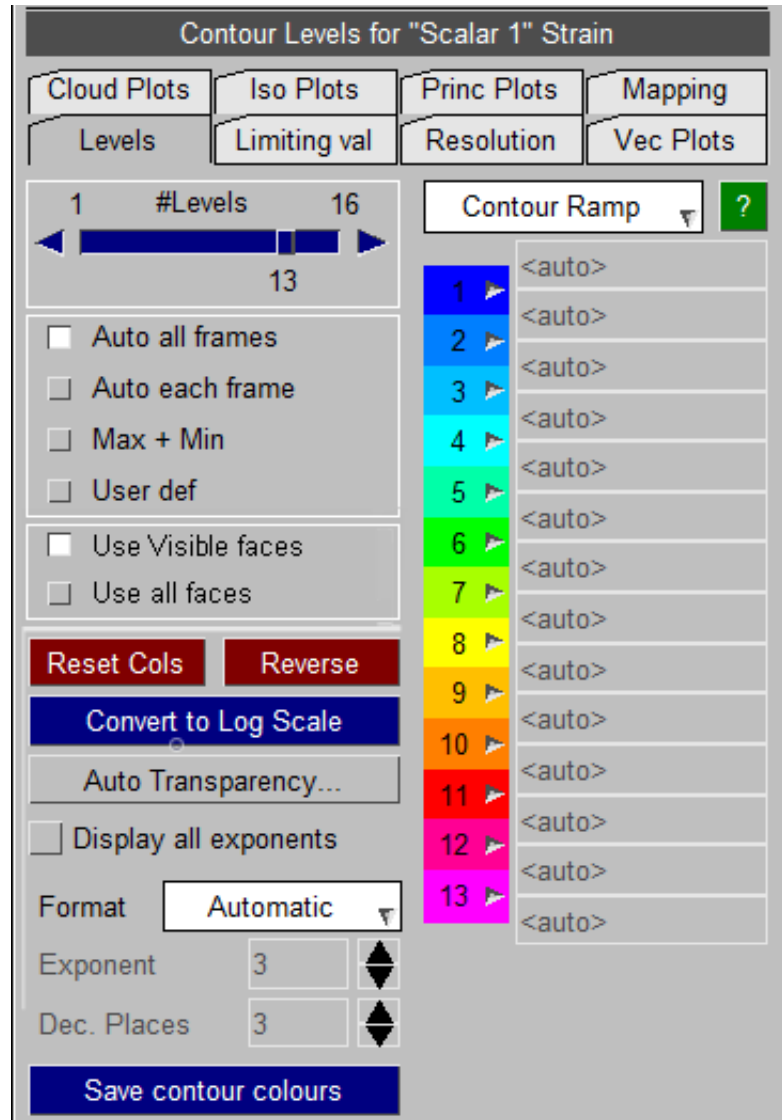 Contour Levels for "Scalar 1" Strain
Cloud Plots Iso Plots Princ Plots Mapping
Levels Limiting val Resolution Vec Plots
1 #Levels 16
13
Auto all frames
Auto each frame
Max + Min
User def
Use Visible faces
Use all faces
Reset Cols Reverse
Convert to Log Scale
Auto Transparency...
Display all exponents
Format Automatic
Exponent 3
Dec. Places 3
Save contour colours
Contour Ramp ?
<auto>
1
<auto>
2
<auto>
3
<auto>
4
<auto>
5
<auto>
6
<auto>
7
<auto>
8
<auto>
9
<auto>
10
<auto>
11
<auto>
12
<auto>
13
<auto>